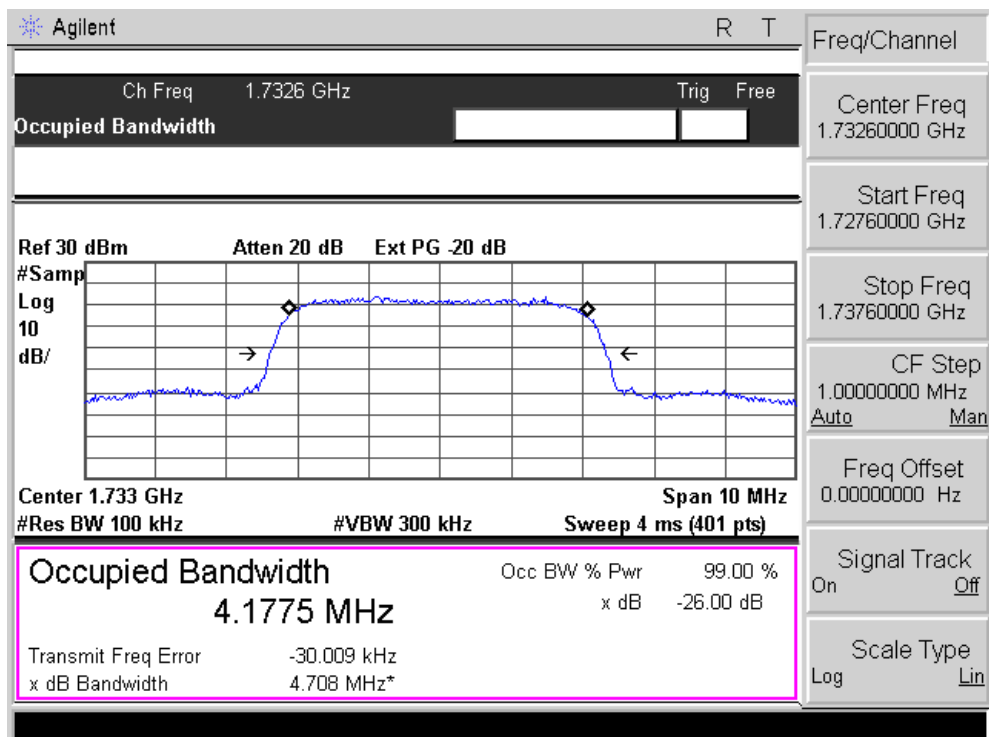 Agilent R T
Ch Freq 1.7326 GHz Trig Free
Occupied Bandwidth
Ref 30 dBm Atten 20 dB Ext PG -20 dB
#Samp
Log
10
dB/
Center 1.733 GHz Span 10 MHz
#Res BW 100 kHz #VBW 300 kHz Sweep 4 ms (401 pts)
Occupied Bandwidth
4.1775 MHz
Occ BW % Pwr 99.00 %
x dB -26.00 dB
Transmit Freq Error -30.009 kHz
x dB Bandwidth 4.708 MHz*
Freq/Channel
Center Freq
1.73260000 GHz
Start Freq
1.72760000 GHz
Stop Freq
1.73760000 GHz
CF Step
1.00000000 MHz
Auto Man
Freq Offset
0.00000000 Hz
Signal Track
On Off
Scale Type
Log Lin